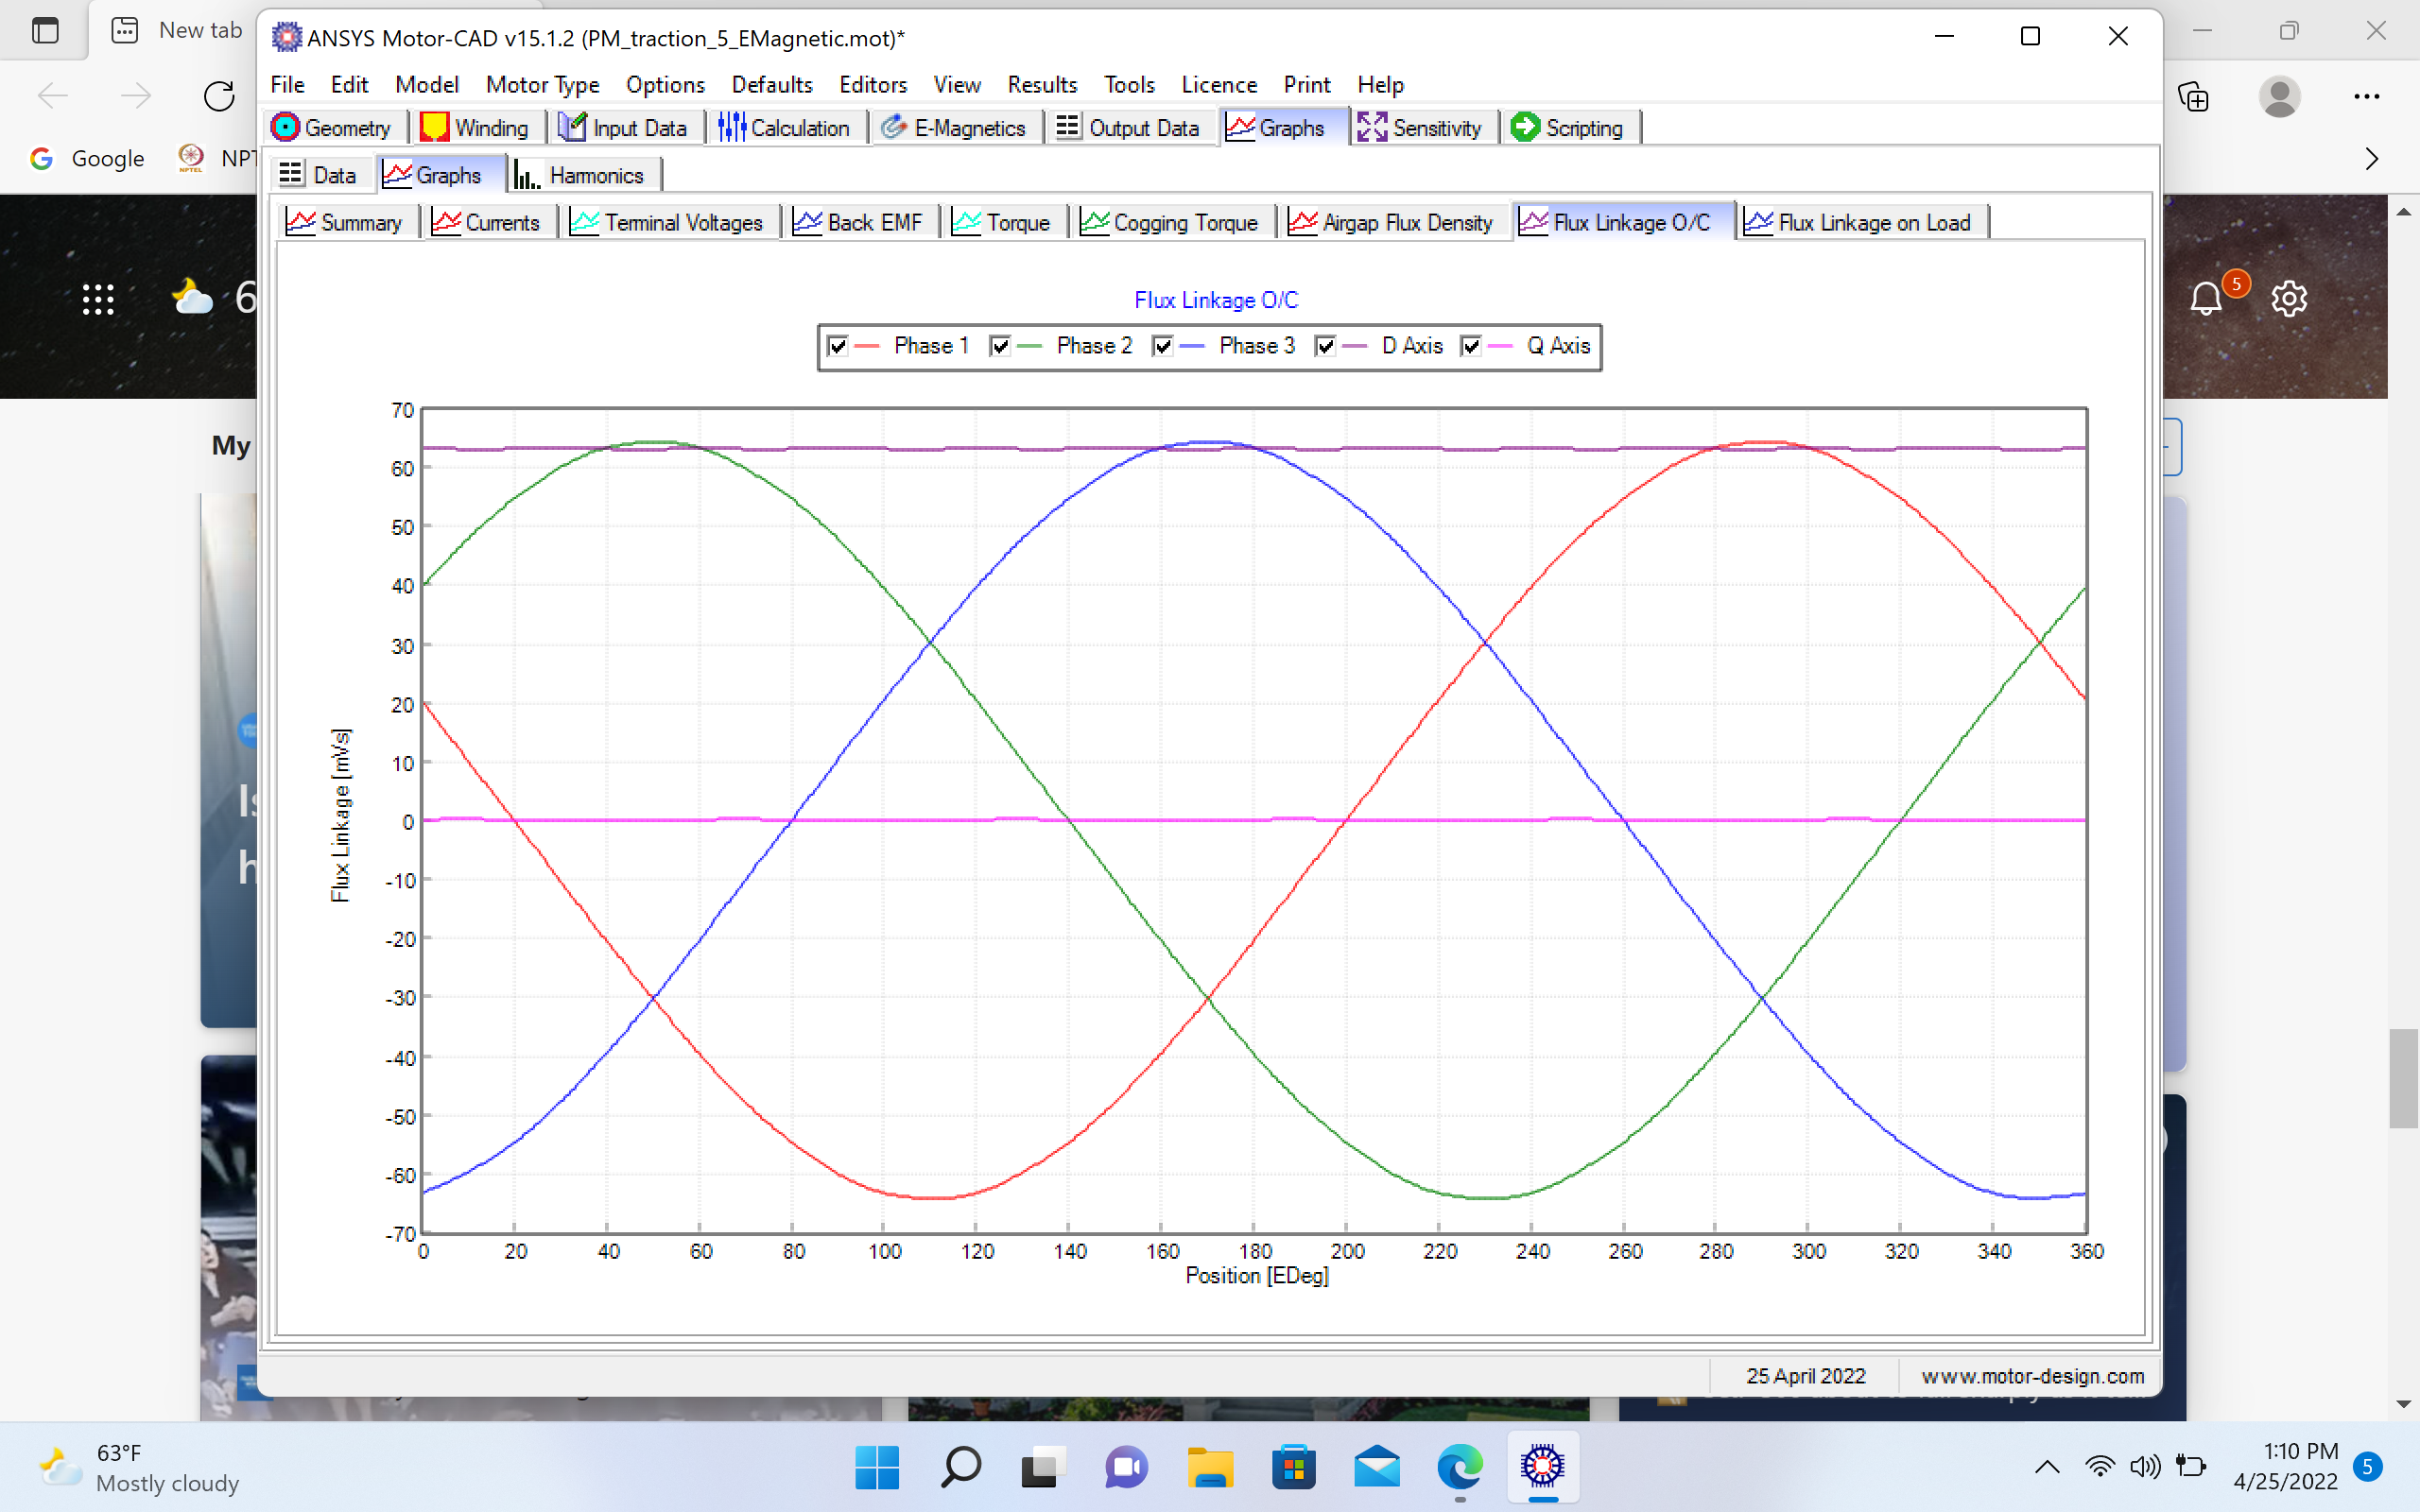 New tab
ANSYS Motor-CAD v15.1.2 (PM_traction_5_EMagnetic.mot)*
File Edit Model Motor Type Options Defaults Editors View Results Tools Licence Print Help
Geometry Winding Input Data Calculation E-Magnetics Output Data Graphs Sensitivity Scripting
Google
Data Graphs Harmonics
Summary Currents Terminal Voltages Back EMF Torque Cogging Torque Airgap Flux Density Flux Linkage O/C Flux Linkage on Load
5
Flux Linkage O/C
Phase 1 Phase 2 Phase 3 D Axis Q Axis
My
70
60
50
40
30
20
10
0
-10
-20
-30
-40
-50
-60
-70
Flux Linkage [mVs]
0 20 40 60 80 100 120 140 160 180 200 220 240 260 280 300 320 340 360
Position [EDeg]
25 April 2022 www.motor-design.com
63°F
Mostly cloudy
1:10 PM
4/25/2022
5